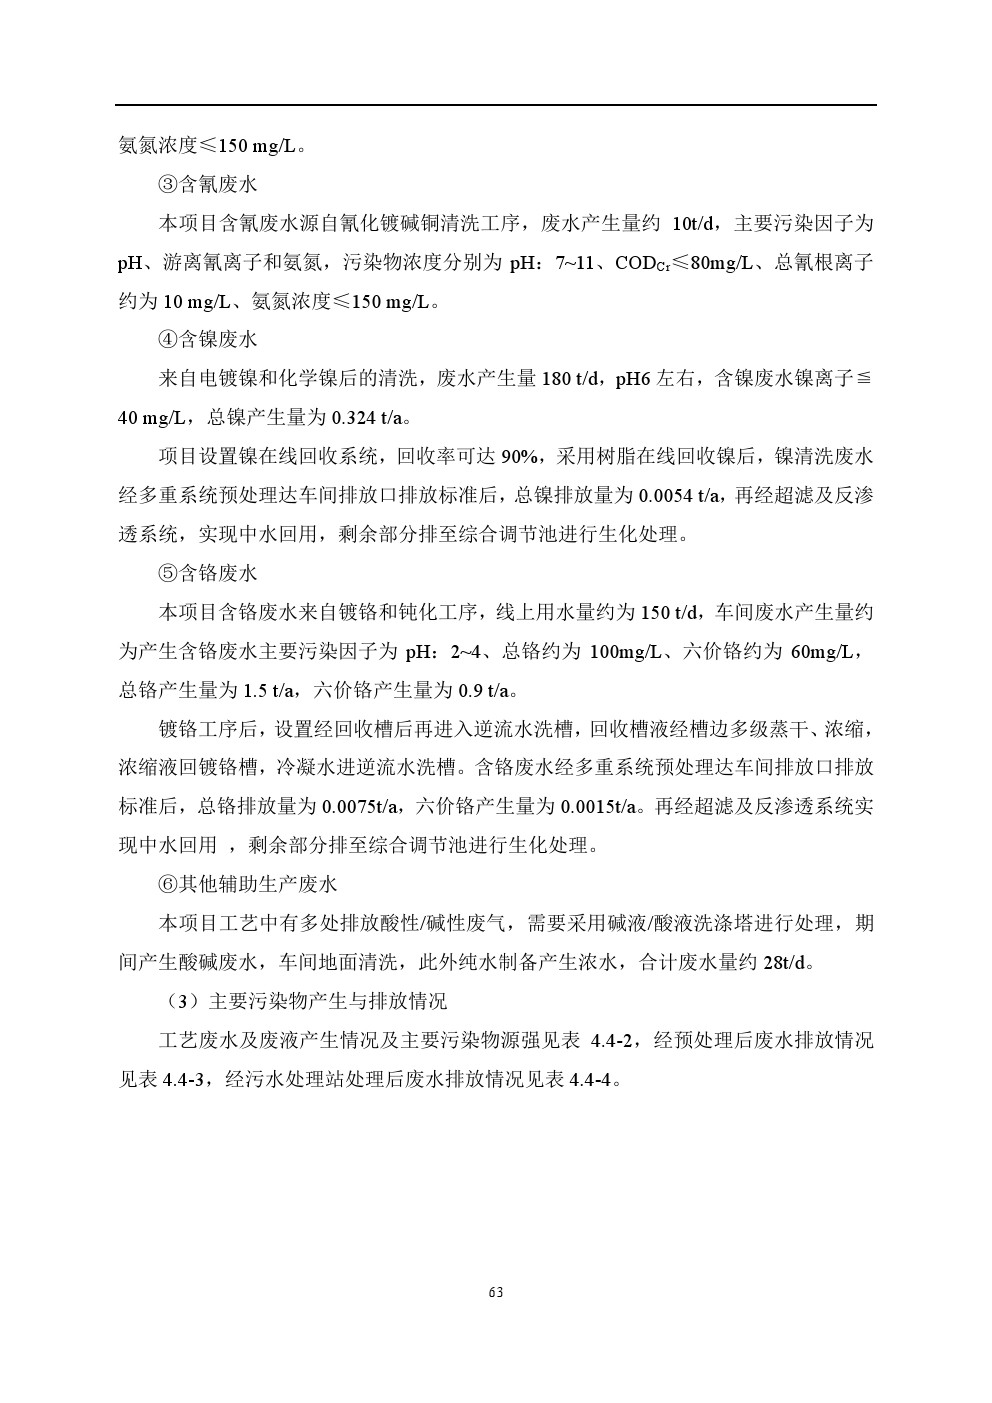 氨氮浓度≤150 mg/L。
③含氰废水
本项目含氰废水源自氰化镀碱铜清洗工序，废水产生量约 10t/d，主要污染因子为
pH、游离氰离子和氨氮，污染物浓度分别为 pH：7~11、CODCr≤80mg/L、总氰根离子
约为 10 mg/L、氨氮浓度≤150 mg/L。
④含镍废水
来自电镀镍和化学镍后的清洗，废水产生量 180 t/d，pH6 左右，含镍废水镍离子≦
40 mg/L，总镍产生量为 0.324 t/a。
项目设置镍在线回收系统，回收率可达 90%，采用树脂在线回收镍后，镍清洗废水
经多重系统预处理达车间排放口排放标准后，总镍排放量为 0.0054 t/a，再经超滤及反渗
透系统，实现中水回用，剩余部分排至综合调节池进行生化处理。
⑤含铬废水
本项目含铬废水来自镀铬和钝化工序，线上用水量约为 150 t/d，车间废水产生量约
为产生含铬废水主要污染因子为 pH：2~4、总铬约为 100mg/L、六价铬约为 60mg/L，
总铬产生量为 1.5 t/a，六价铬产生量为 0.9 t/a。
镀铬工序后，设置经回收槽后再进入逆流水洗槽，回收槽液经槽边多级蒸干、浓缩，
浓缩液回镀铬槽，冷凝水进逆流水洗槽。含铬废水经多重系统预处理达车间排放口排放
标准后，总铬排放量为 0.0075t/a，六价铬产生量为 0.0015t/a。再经超滤及反渗透系统实
现中水回用 ，剩余部分排至综合调节池进行生化处理。
⑥其他辅助生产废水
本项目工艺中有多处排放酸性/碱性废气，需要采用碱液/酸液洗涤塔进行处理，期
间产生酸碱废水，车间地面清洗，此外纯水制备产生浓水，合计废水量约 28t/d。
（3）主要污染物产生与排放情况
工艺废水及废液产生情况及主要污染物源强见表 4.4-2，经预处理后废水排放情况
见表 4.4-3，经污水处理站处理后废水排放情况见表 4.4-4。
63